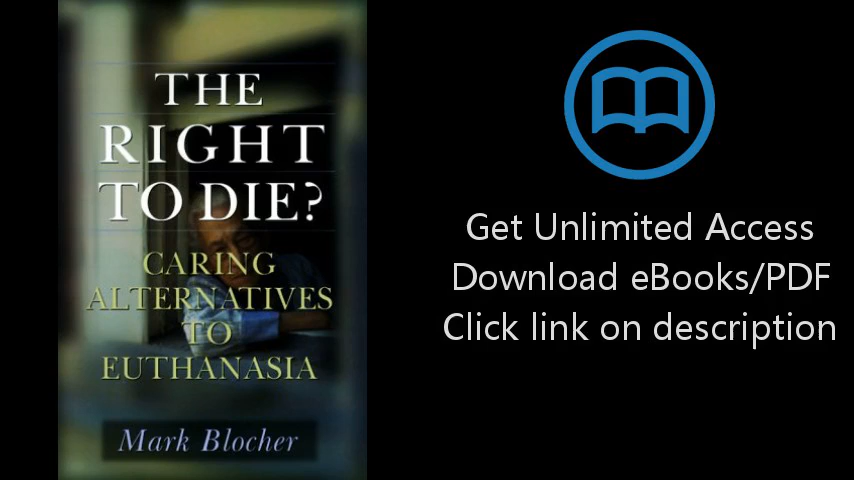 THE
RIGHT
TO DIE?
CARING
ALTERNATIVES
TO
EUTHANASIA
Mark Blocher
Get Unlimited Access
Download eBooks/PDF
Click link on description